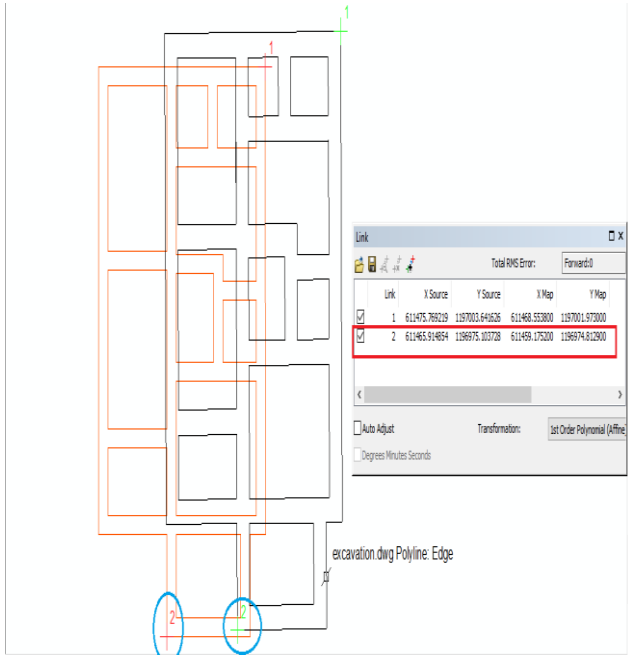 1
1
Link
Total RMS Error: Forward:0
Link X Source Y Source X Map Y Map
1 611475.769219 1197003.641626 611468.553800 1197001.973000
2 611465.914854 1196975.103728 611459.175200 1196974.812900
Auto Adjust Transformation: 1st Order Polynomial (Affine)
Degrees Minutes Seconds
excavation.dwg Polyline: Edge
2 2